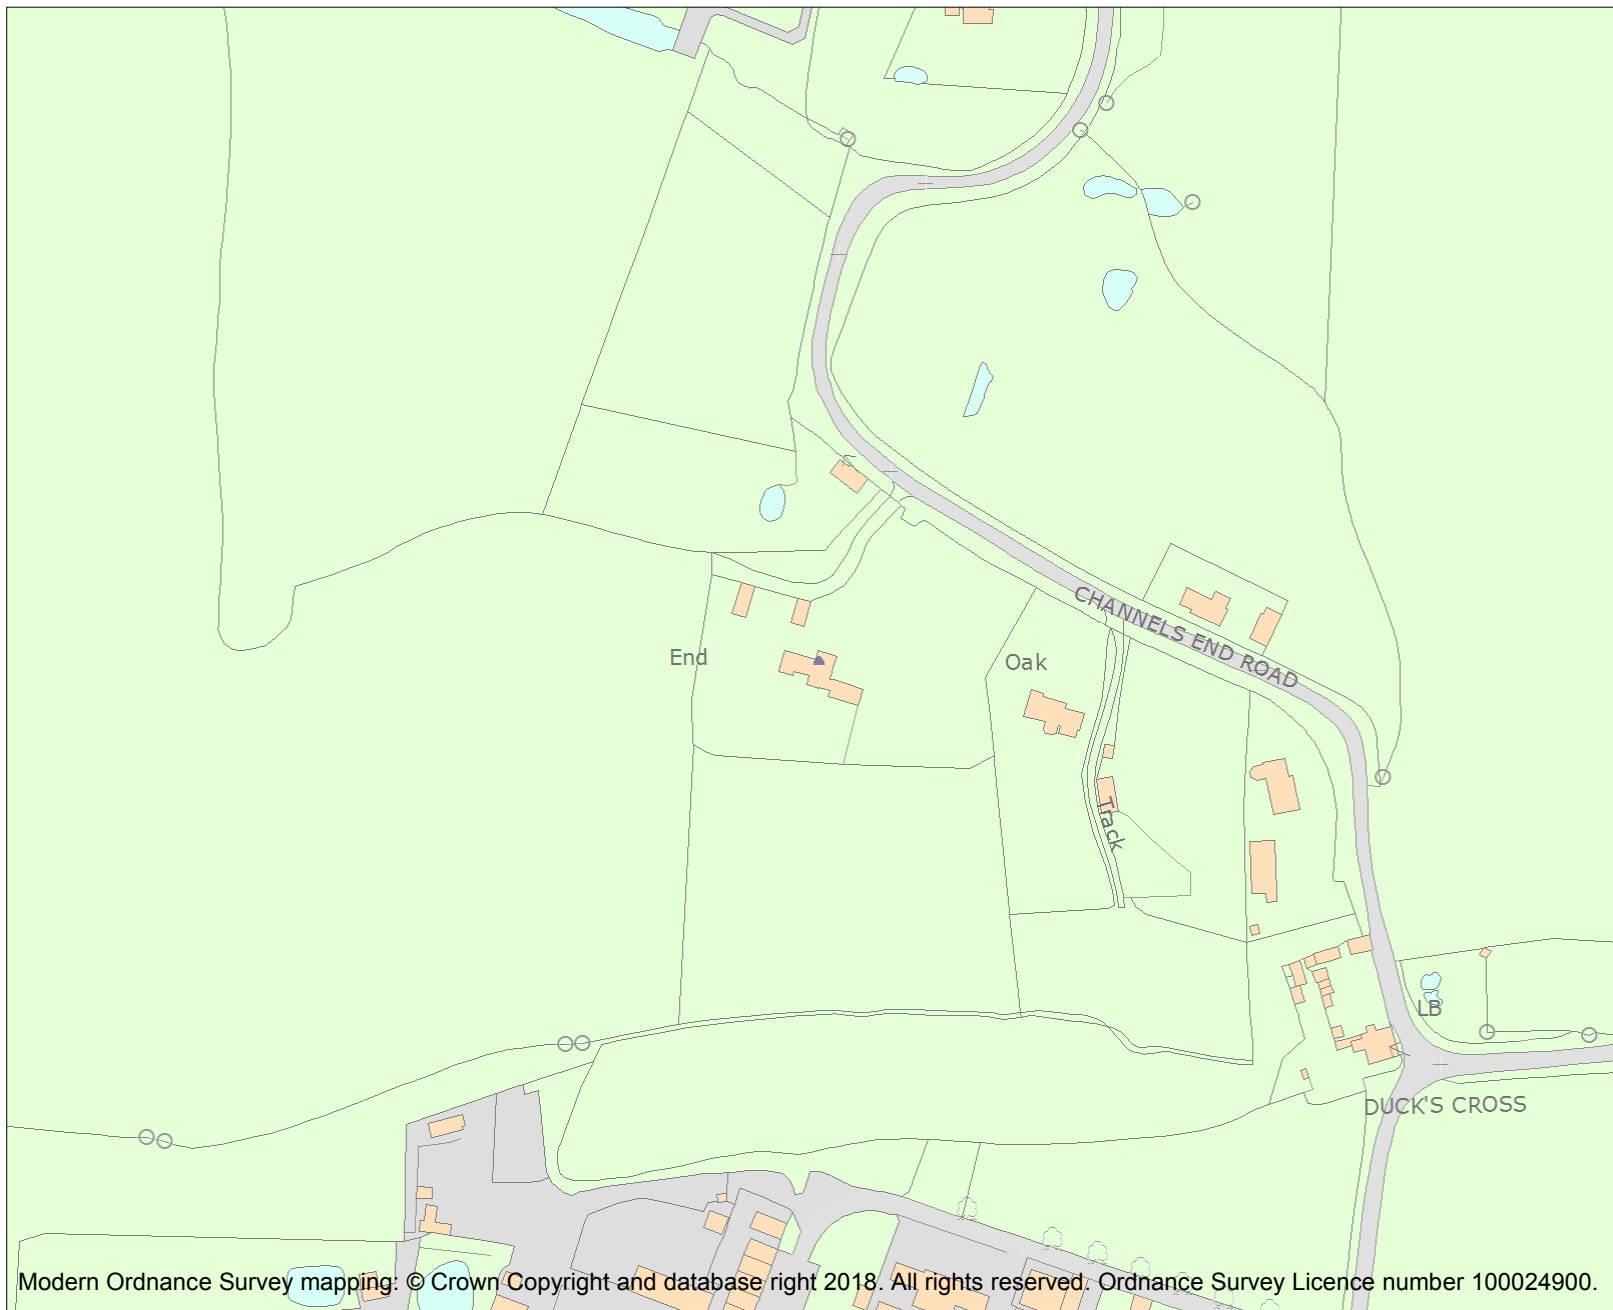 CHANNELS END ROAD
End
Oak
Track
LB
DUCK'S CROSS
Modern Ordnance Survey mapping: © Crown Copyright and database right 2018. All rights reserved. Ordnance Survey Licence number 100024900.